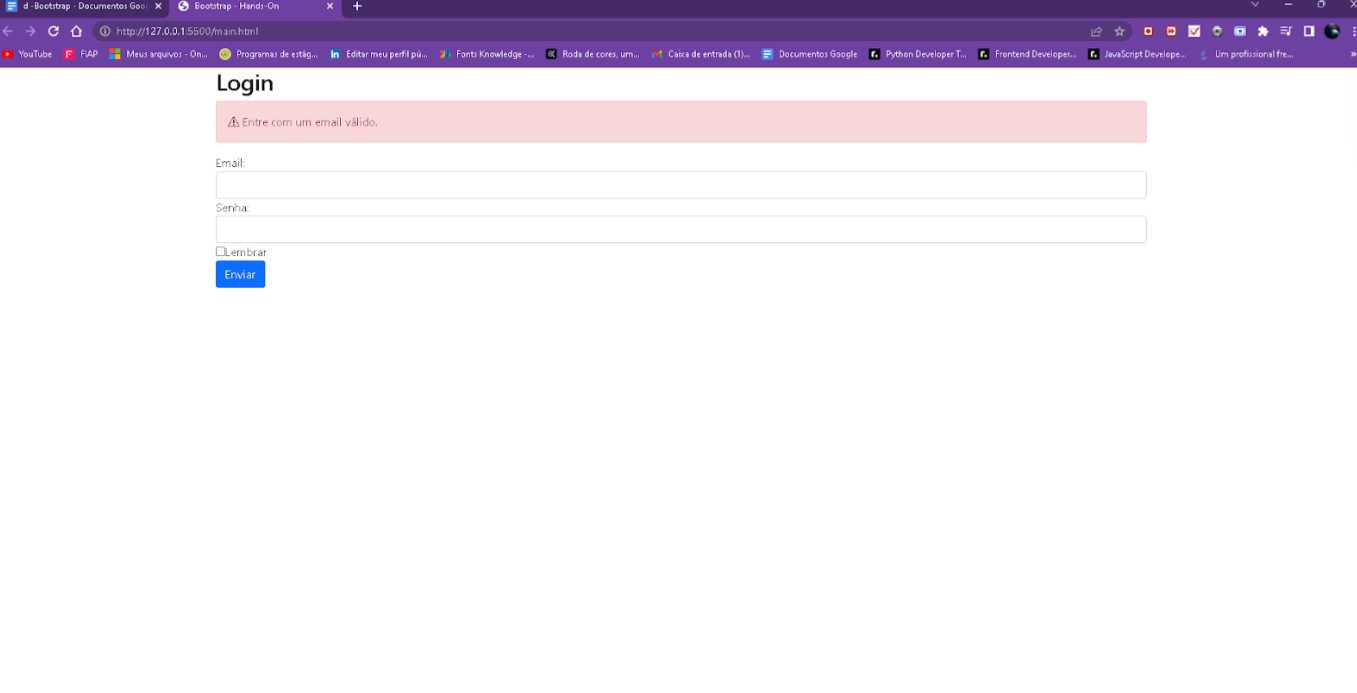 d -Bootstrap - Documentos Goog
Bootstrap - Hands-On
http://127.0.0.1:5500/main.html
YouTube FIAP Meus arquivos - On... Programas de estág... Editar meu perfil pú... Fonts Knowledge -... Roda de cores, um... Caixa de entrada (1)... Documentos Google Python Developer T... Frontend Developer... JavaScript Develope... Um profissional fre...
Login
Entre com um email válido.
Email:
Senha:
Lembrar
Enviar